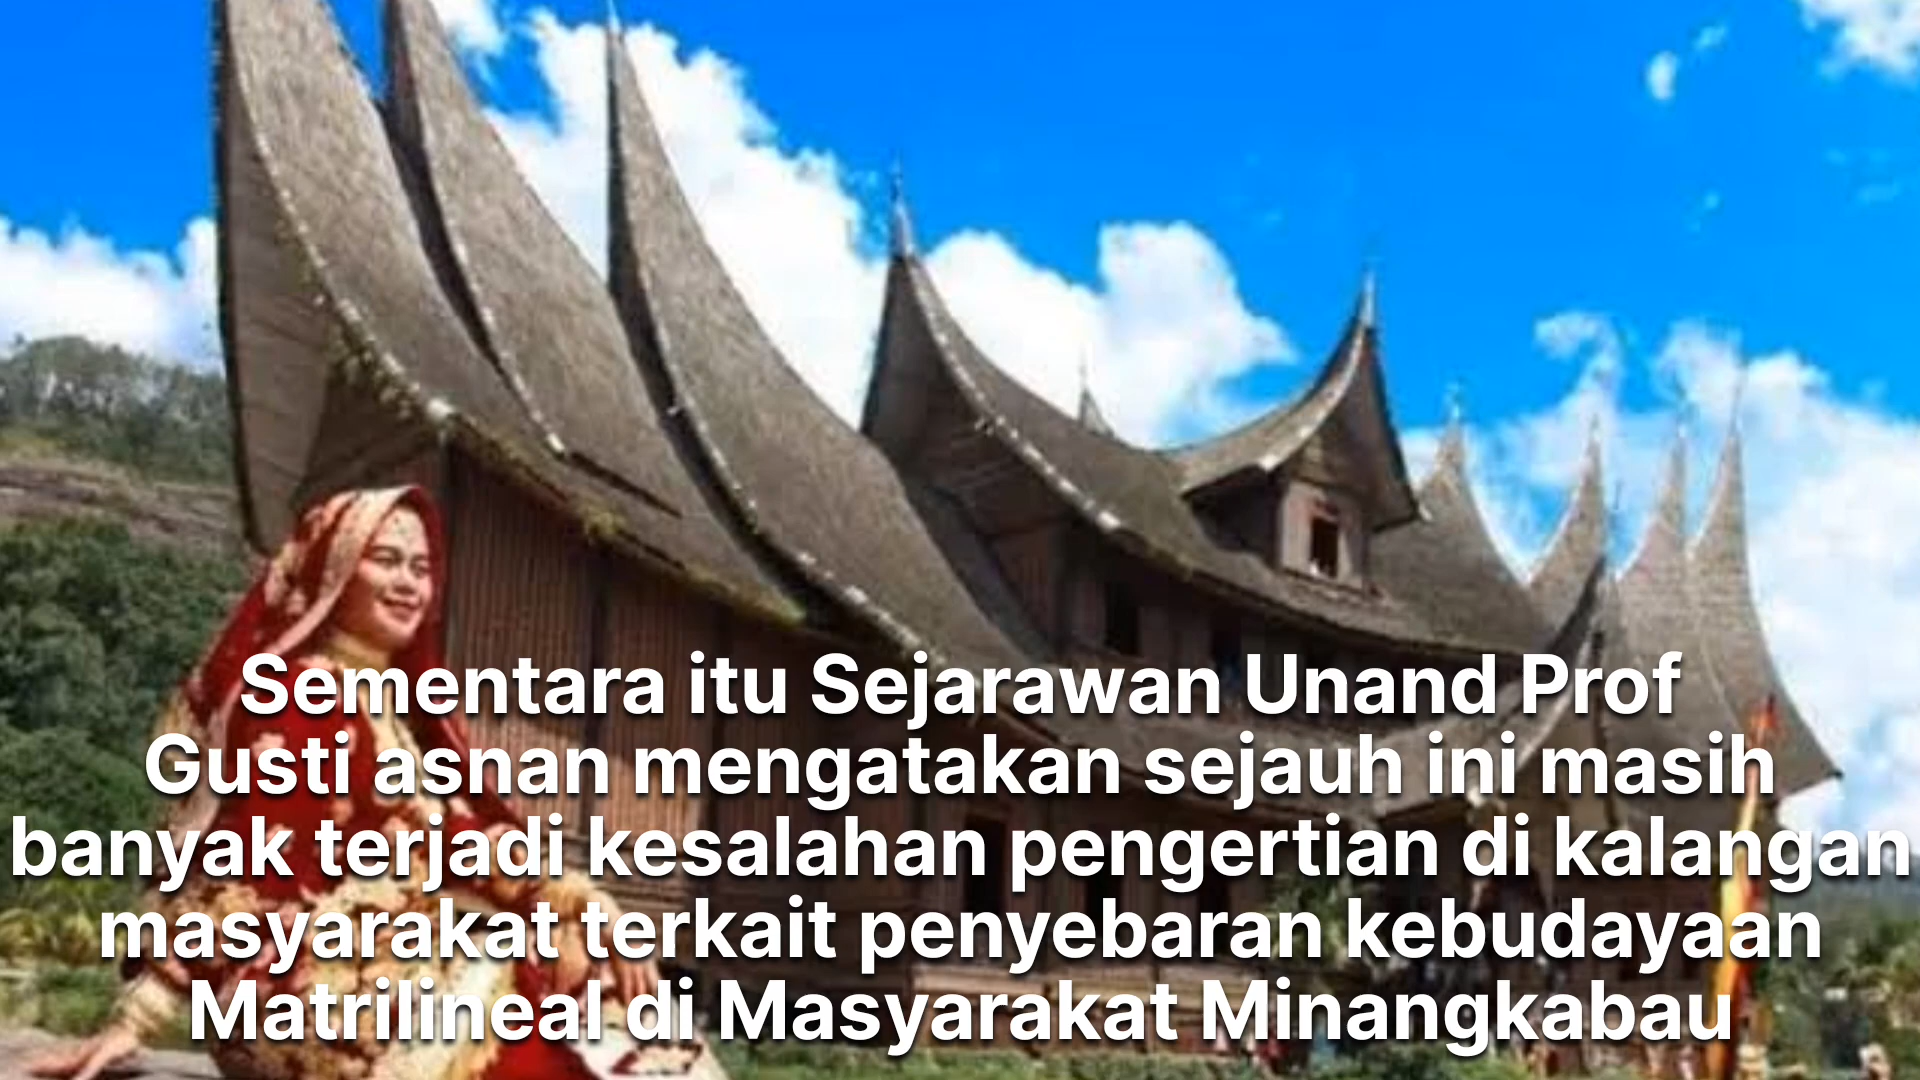 Sementara itu Sejarawan Unand Prof
Gusti asnan mengatakan sejauh ini masih
banyak terjadi kesalahan pengertian di kalangan
masyarakat terkait penyebaran kebudayaan
Matrilineal di Masyarakat Minangkabau